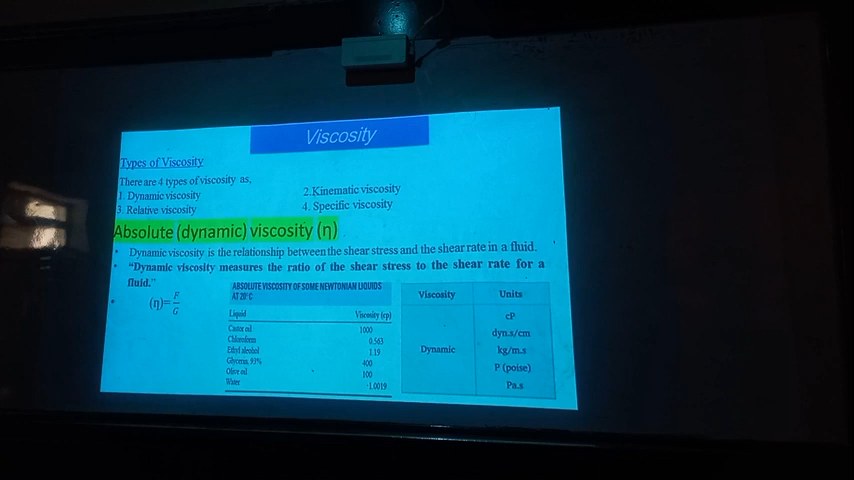 Viscosity
Types of Viscosity
There are 4 types of viscosity as,
1. Dynamic viscosity
2.Kinematic viscosity
3. Relative viscosity
4. Specific viscosity
Absolute (dynamic) viscosity (η)
• Dynamic viscosity is the relationship between the shear stress and the shear rate in a fluid.
• “Dynamic viscosity measures the ratio of the shear stress to the shear rate for a
fluid.”
• (η)=F/G
ABSOLUTE VISCOSITY OF SOME NEWTONIAN LIQUIDS
AT 20° C
Liquid Viscosity (cp)
Castor oil 1000
Chloroform 0.563
Ethyl alcohol 1.19
Glycerin, 93% 400
Olive oil 100
Water 1.0019
Viscosity Units
Dynamic
cP
dyn.s/cm
kg/m.s
P (poise)
Pa.s